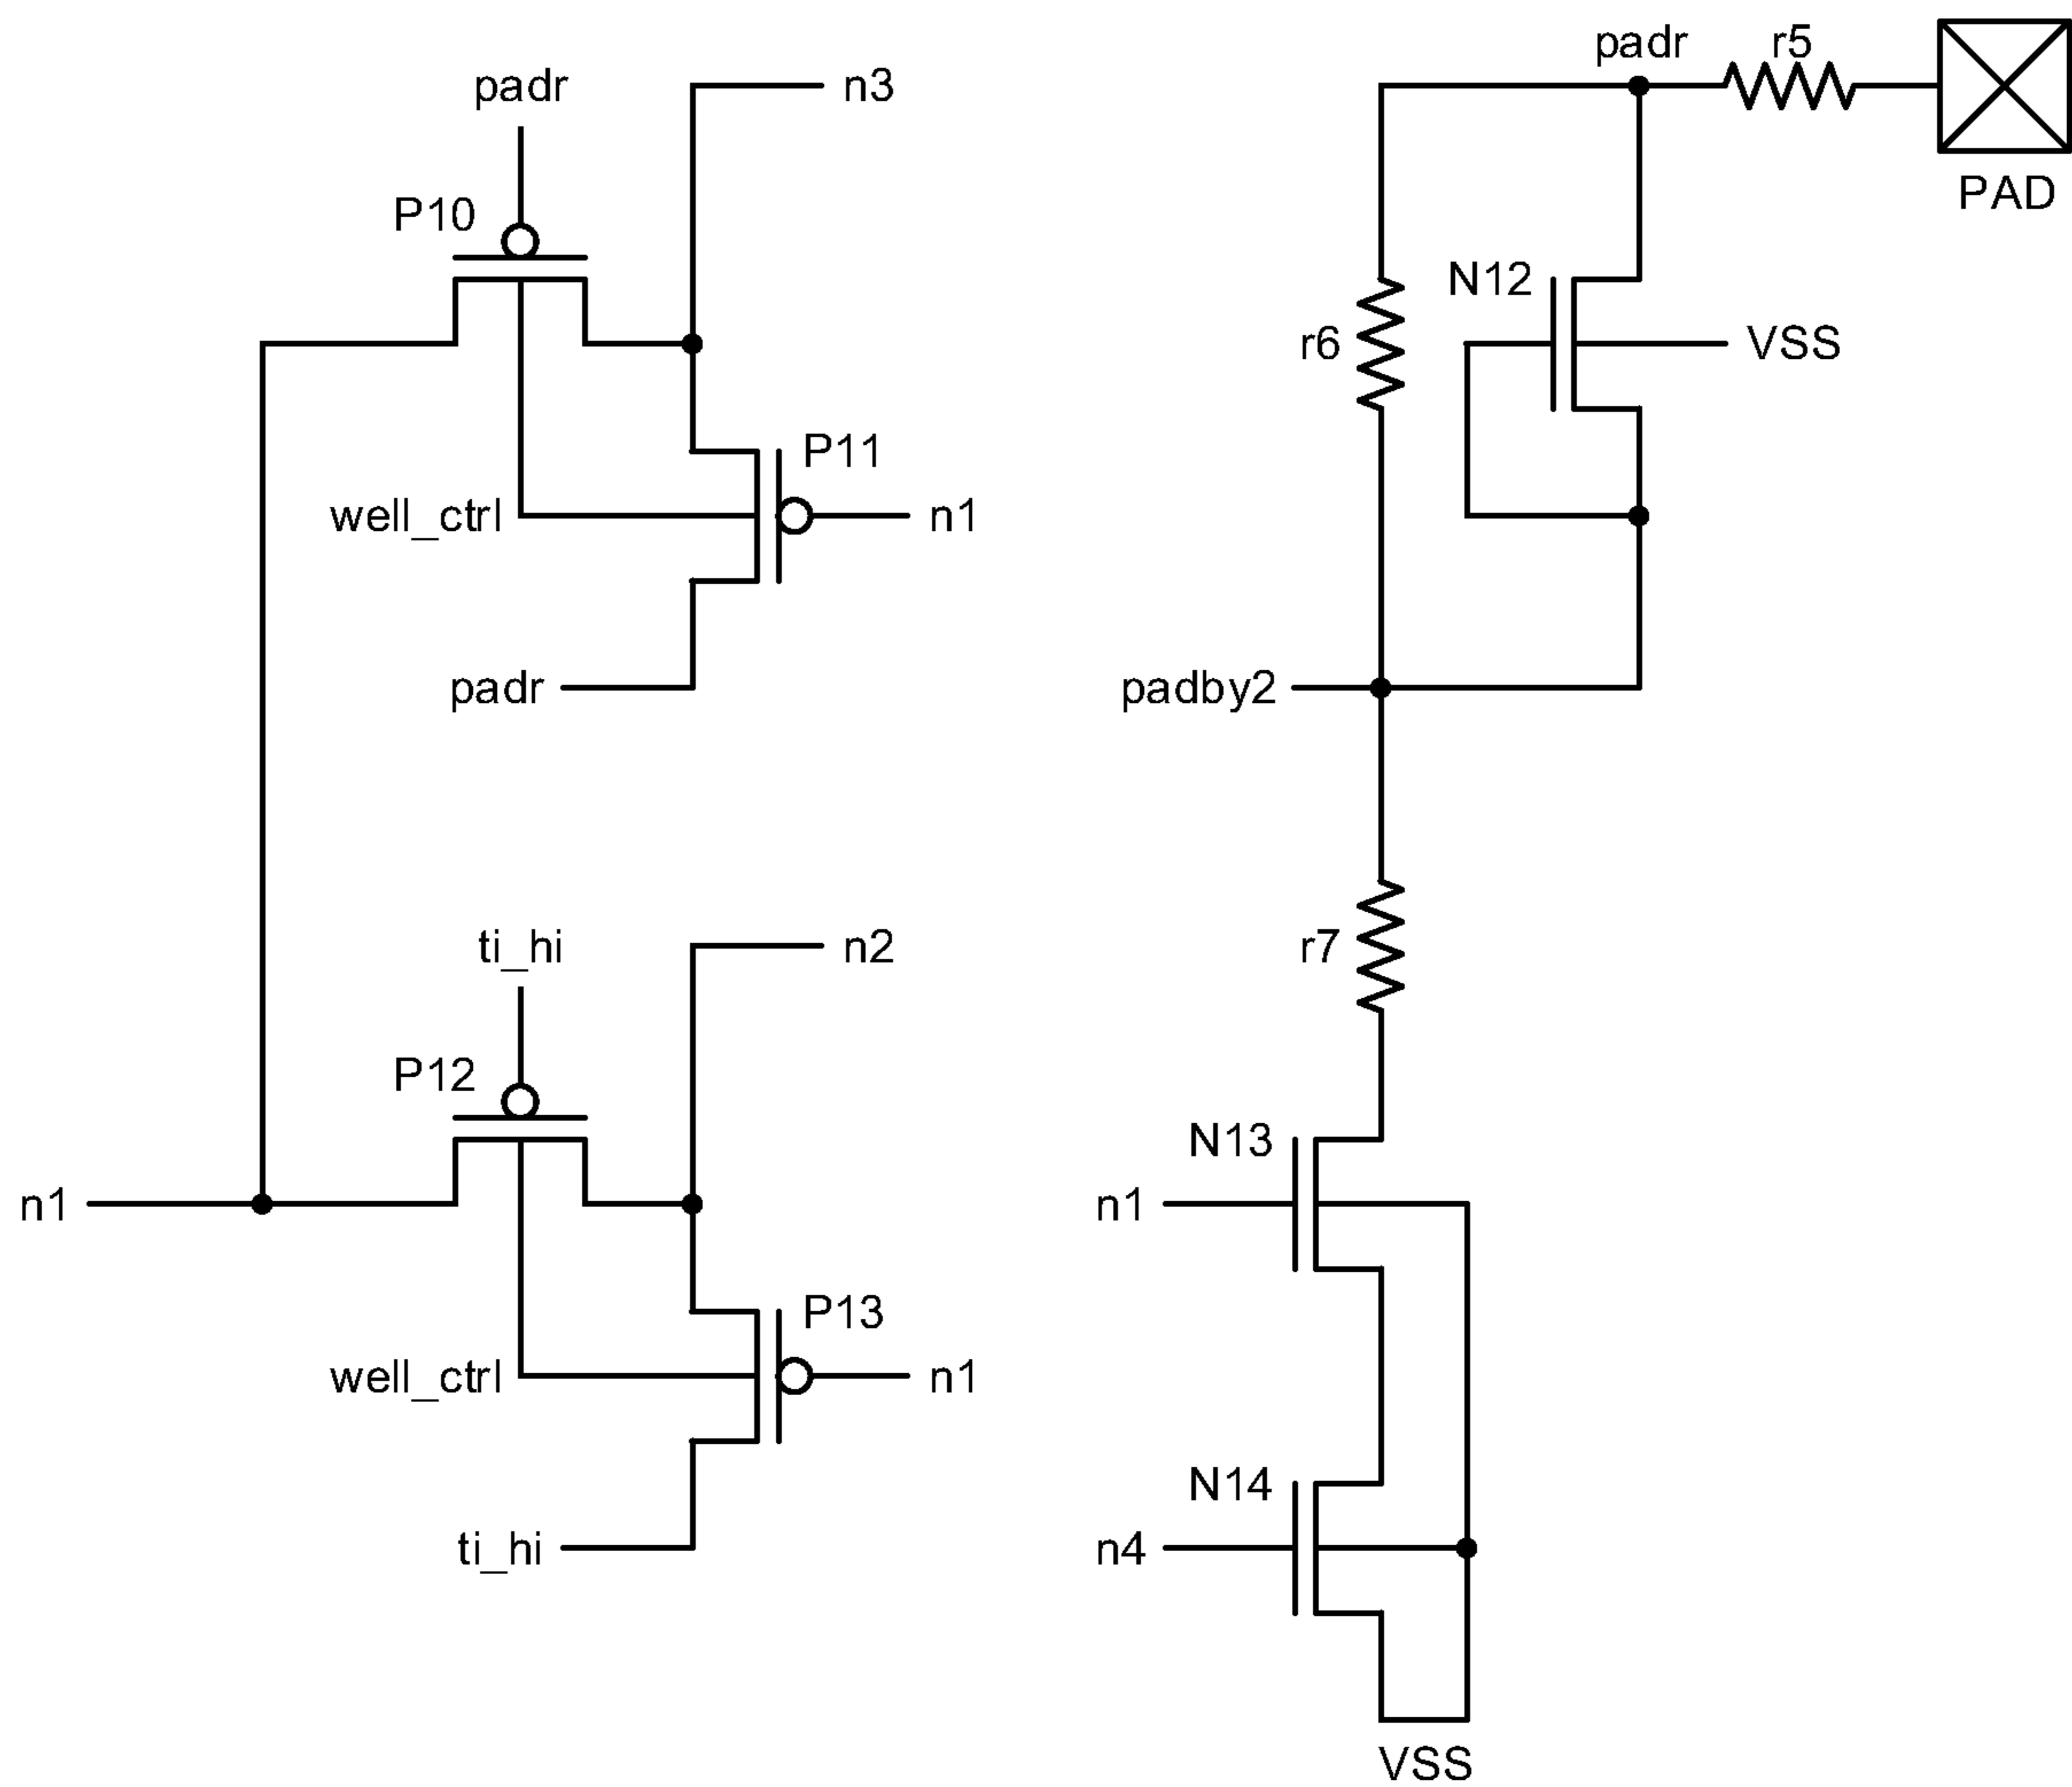 padr r5
padr n3
PAD
P10
N12
r6 VSS
P11
well_ctrl n1
padr padby2
ti_hi n2 r7
P12
N13
n1 n1
P13
well_ctrl n1
N14
ti_hi n4
VSS